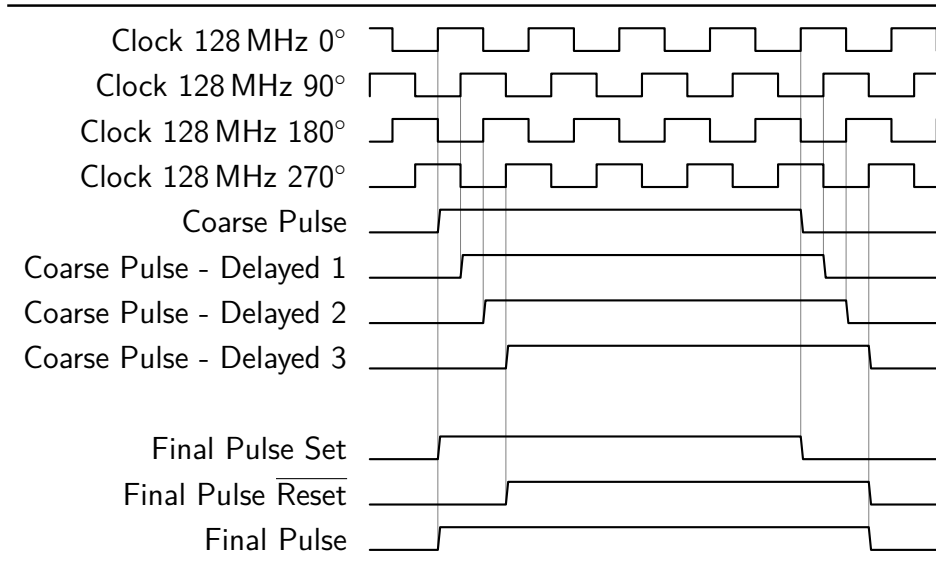 Clock 128 MHz 0°
Clock 128 MHz 90°
Clock 128 MHz 180°
Clock 128 MHz 270°
Coarse Pulse
Coarse Pulse - Delayed 1
Coarse Pulse - Delayed 2
Coarse Pulse - Delayed 3
Final Pulse Set
Final Pulse Reset
Final Pulse